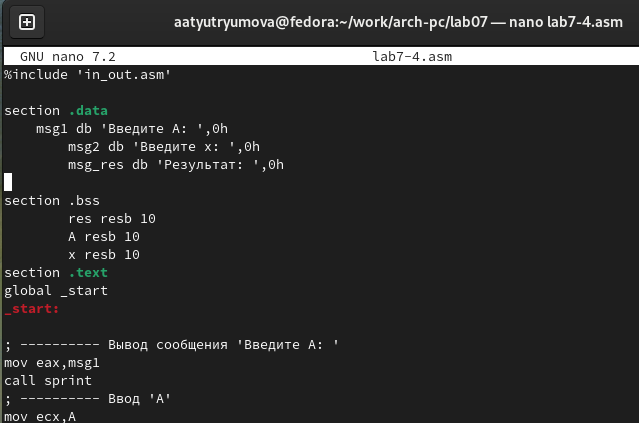 aatyutryumova@fedora:~/work/arch-pc/lab07 — nano lab7-4.asm
GNU nano 7.2 lab7-4.asm
%include 'in_out.asm'
section .data
msg1 db 'Введите A: ',0h
msg2 db 'Введите x: ',0h
msg_res db 'Результат: ',0h
section .bss
res resb 10
A resb 10
x resb 10
section .text
global _start
_start:
; ---------- Вывод сообщения 'Введите A: '
mov eax,msg1
call sprint
; ---------- Ввод 'A'
mov ecx,A